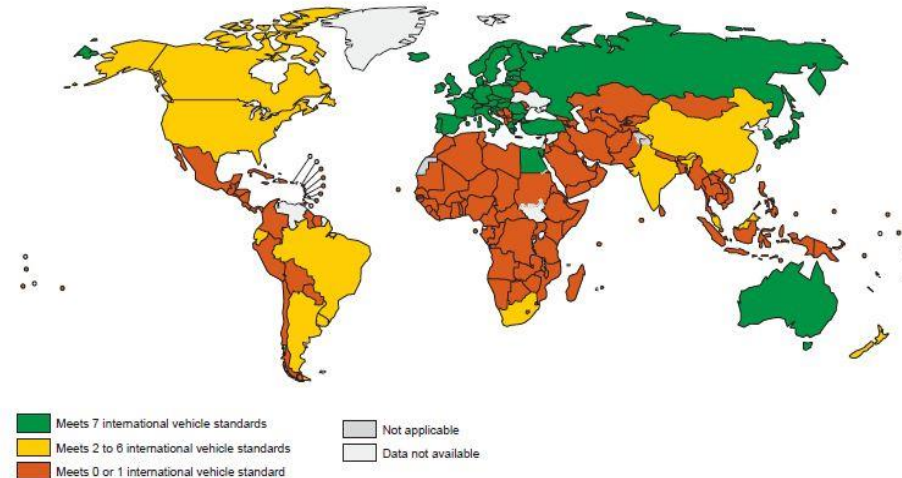 Meets 7 international vehicle standards
Meets 2 to 6 international vehicle standards
Meets 0 or 1 international vehicle standard
Not applicable
Data not available